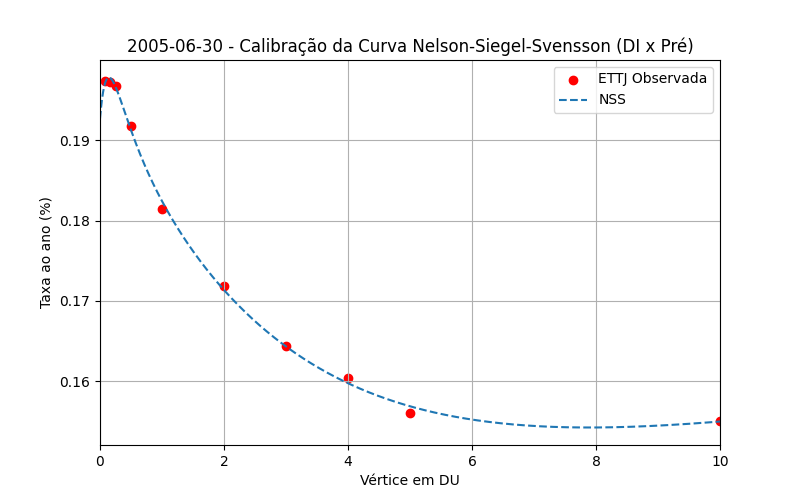 2005-06-30 - Calibração da Curva Nelson-Siegel-Svensson (DI x Pré)
ETTJ Observada
NSS
Taxa ao ano (%)
0.19
0.18
0.17
0.16
0 2 4 6 8 10
Vértice em DU